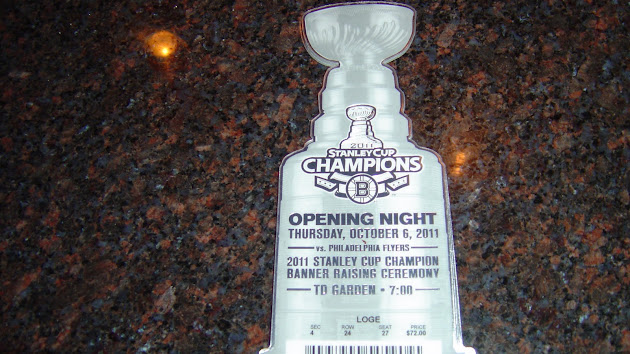 2011
STANLEY CUP
CHAMPIONS
B
OPENING NIGHT
THURSDAY, OCTOBER 6, 2011
vs. PHILADELPHIA FLYERS
2011 STANLEY CUP CHAMPION
BANNER RAISING CEREMONY
TD GARDEN • 7:00
LOGE
SEC ROW SEAT PRICE
4 24 27 $72.00